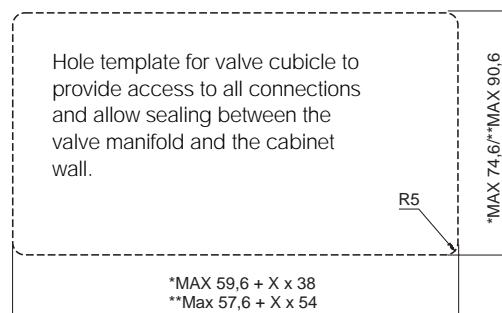 Hole template for valve cubicle to
provide access to all connections
and allow sealing between the
valve manifold and the cabinet
wall.
*MAX 74,6/**MAX 90,6
R5
*MAX 59,6 + X x 38
**Max 57,6 + X x 54